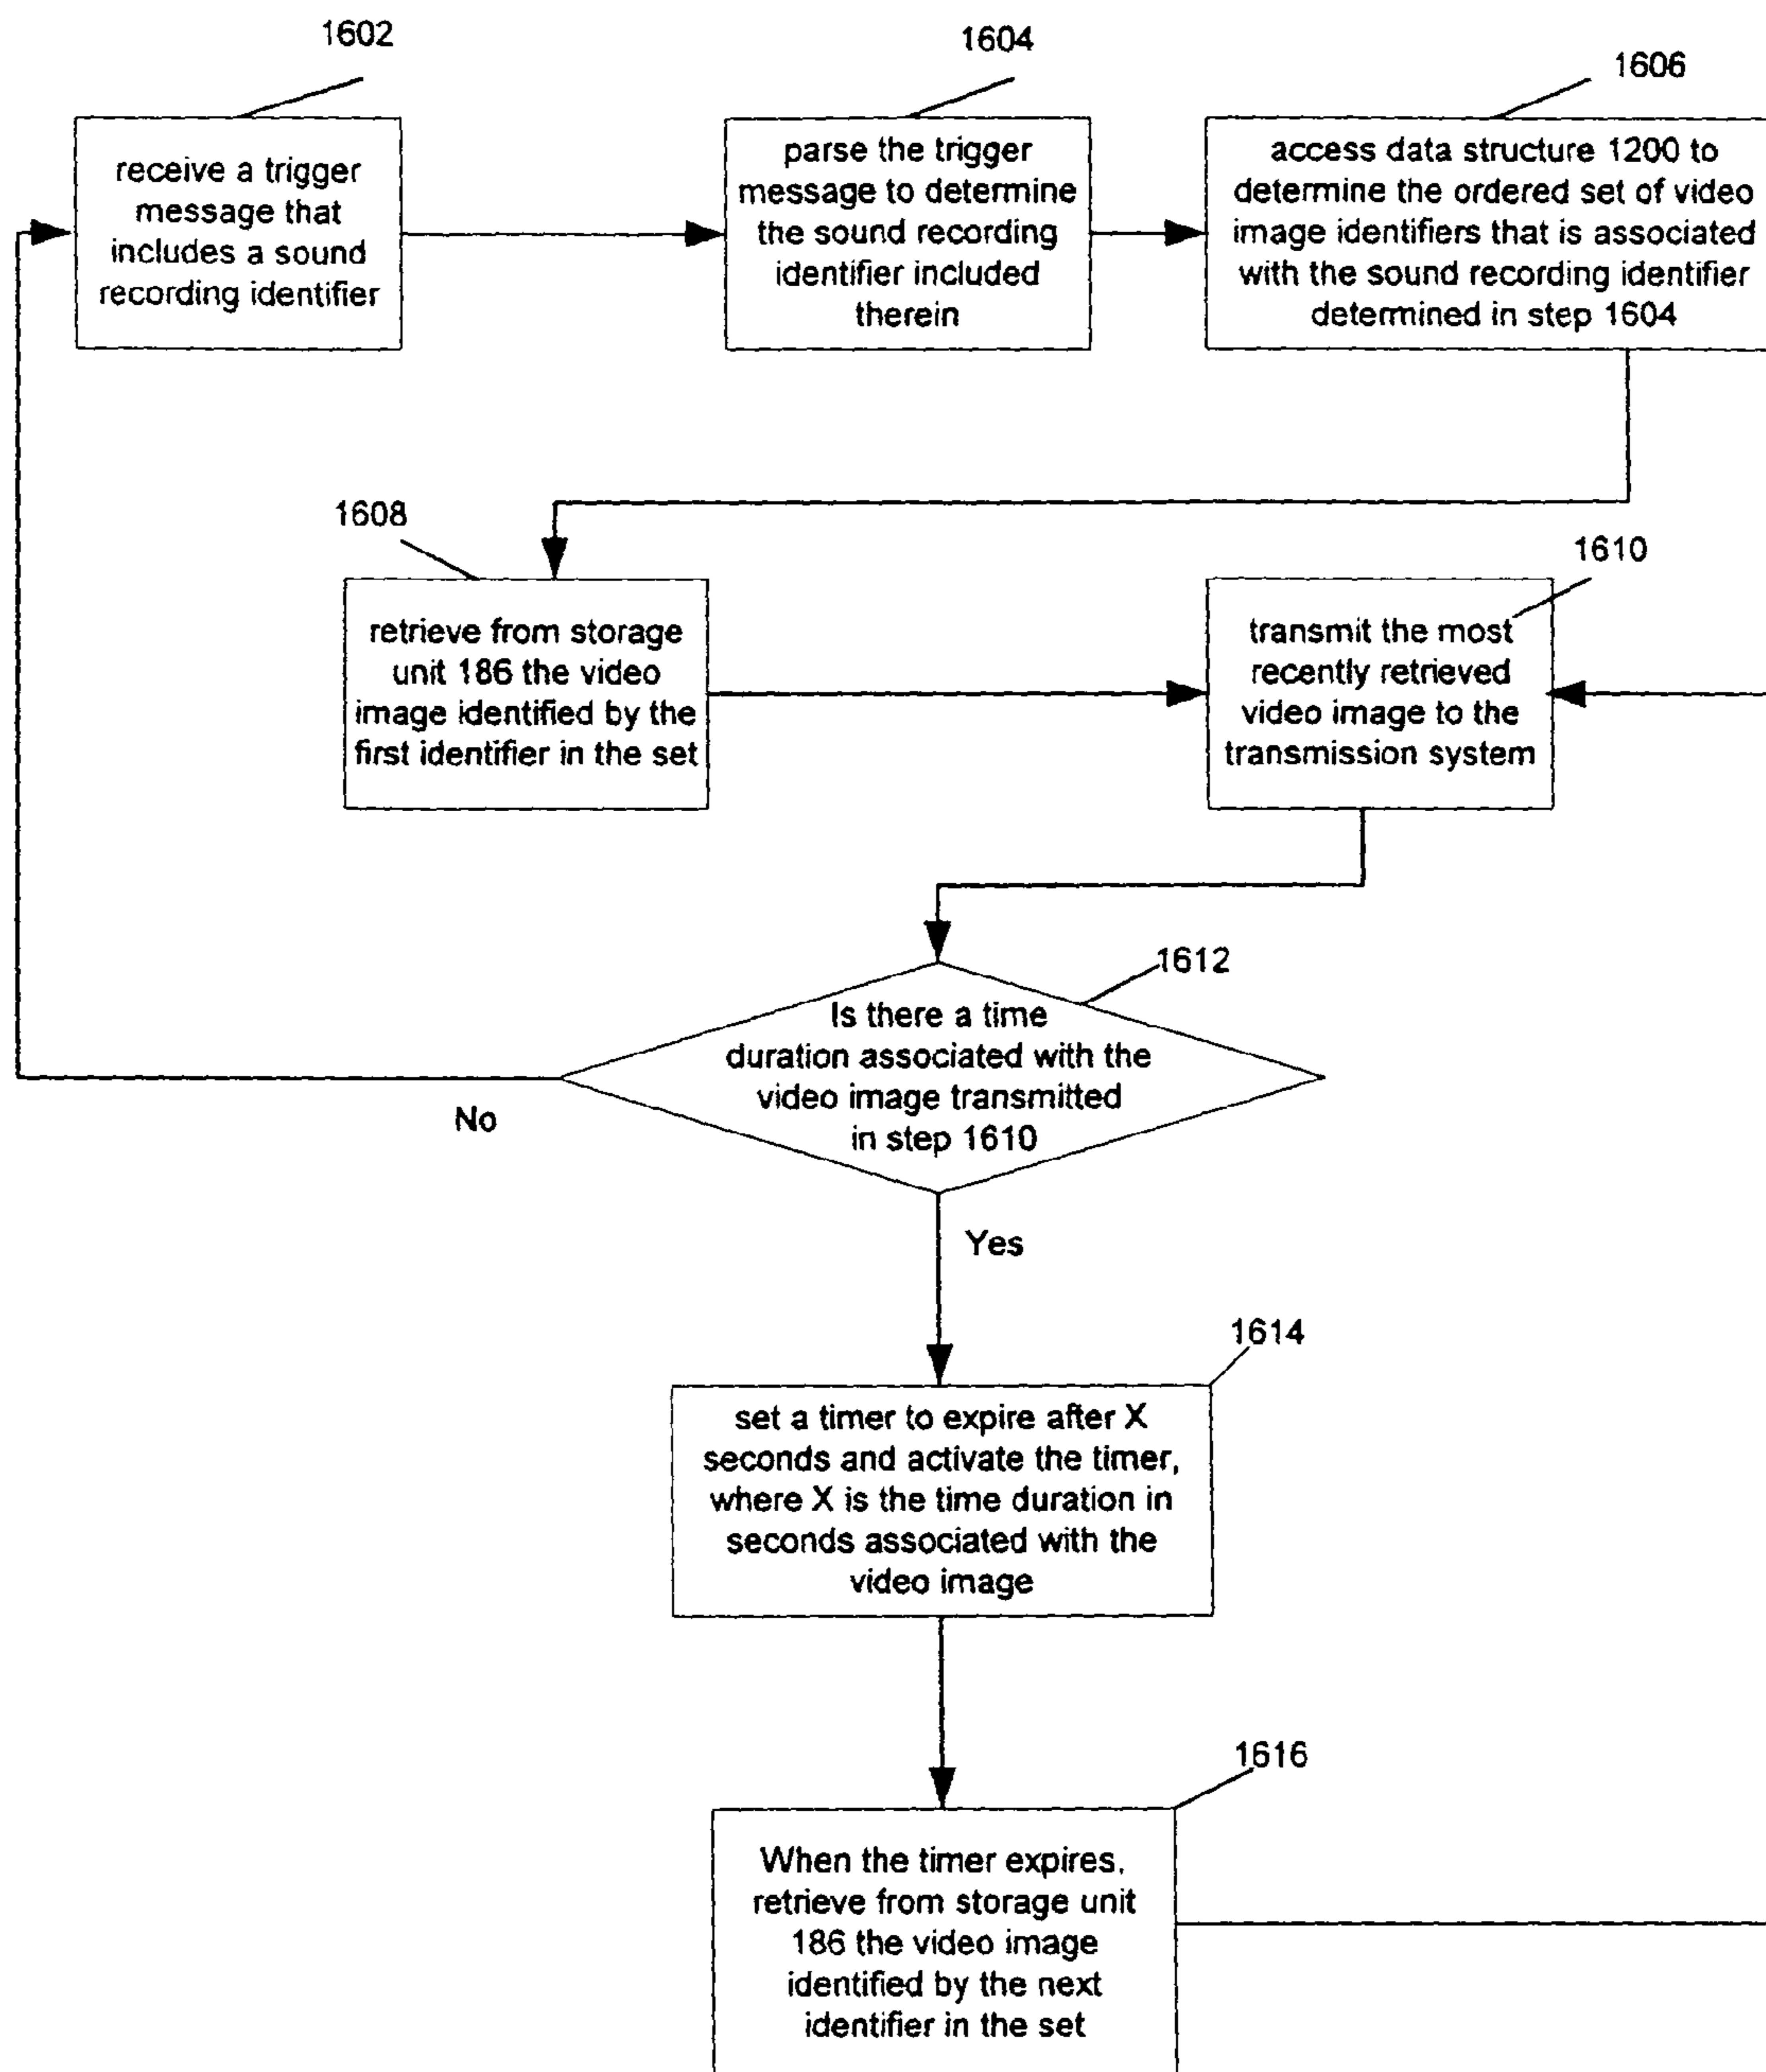 1602
1604
1606
receive a trigger
message that
includes a sound
recording identifier
parse the trigger
message to determine
the sound recording
identifier included
therein
access data structure 1200 to
determine the ordered set of video
image identifiers that is associated
with the sound recording identifier
determined in step 1604
1608
1610
retrieve from storage
unit 186 the video
image identified by the
first identifier in the set
transmit the most
recently retrieved
video image to the
transmission system
1612
Is there a time
duration associated with the
video image transmitted
in step 1610
No
Yes
1614
set a timer to expire after X
seconds and activate the timer,
where X is the time duration in
seconds associated with the
video image
1616
When the timer expires,
retrieve from storage unit
186 the video image
identified by the next
identifier in the set